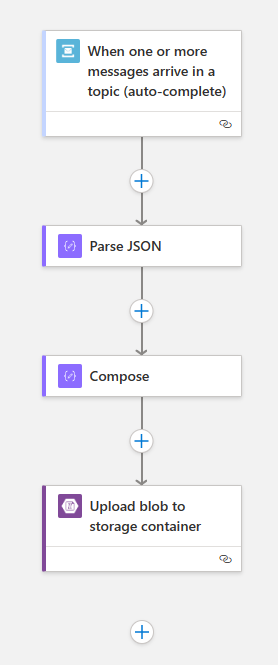 When one or more
messages arrive in a
topic (auto-complete)
Parse JSON
Compose
Upload blob to
storage container